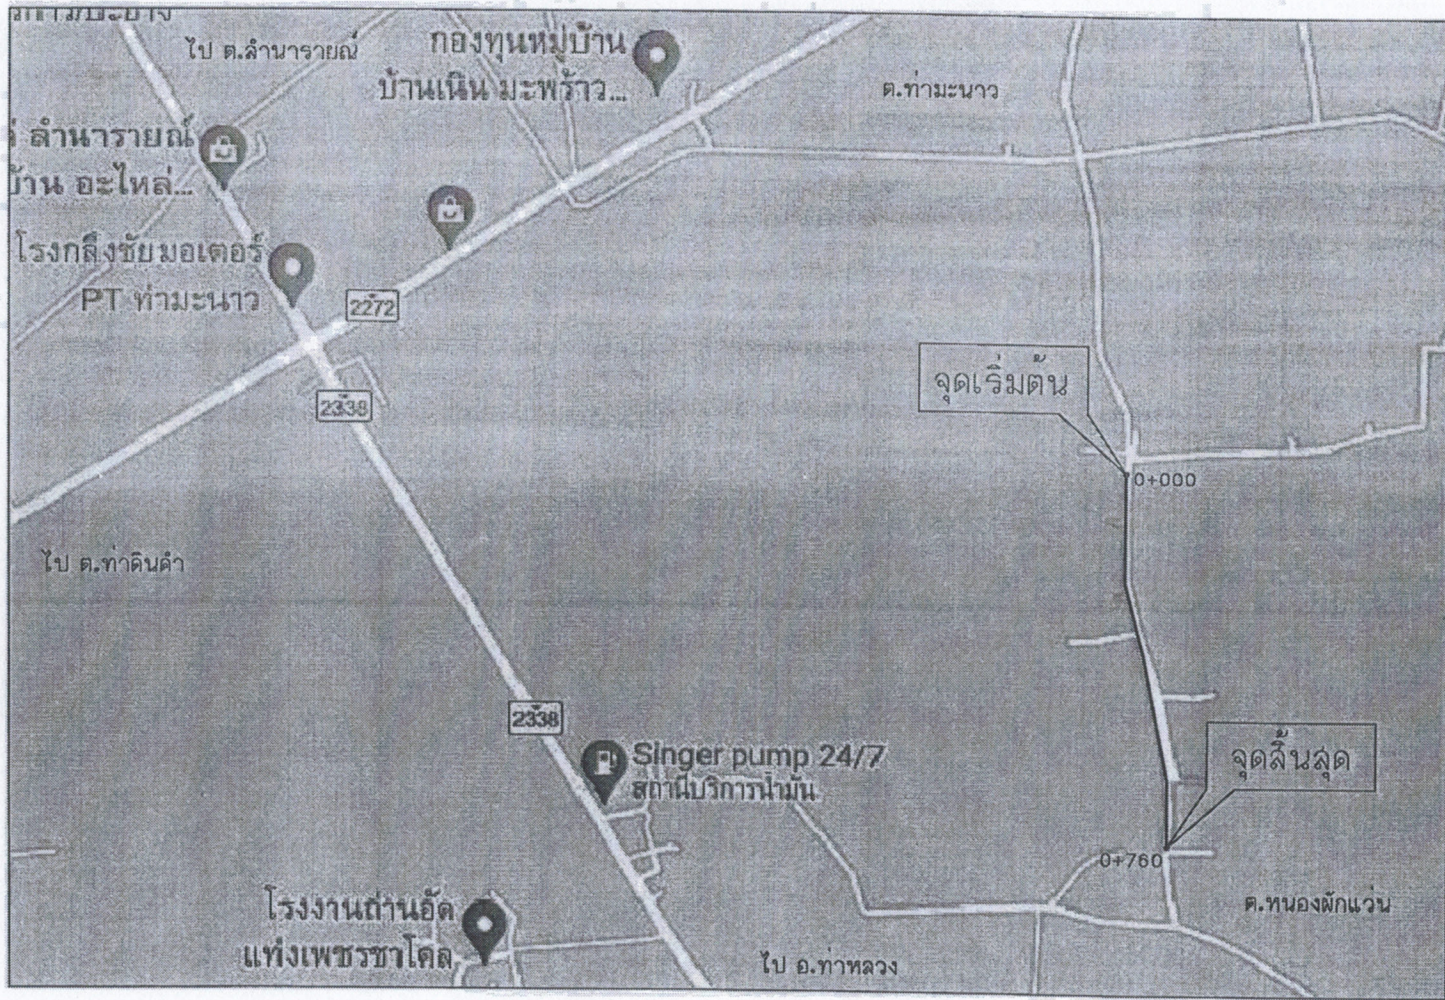 ไป ต.ลำนารายณ์
กองทุนหมู่บ้าน
บ้านเนินมะพร้าว...
ต.ท่ามะนาว
ลำนารายณ์
บ้าน อะไหล่...
โรงกลึงชัยมอเตอร์
PT ท่ามะนาว
2272
2338
จุดเริ่มต้น
0+000
ไป ต.ท่าดินดำ
2338
Singer pump 24/7
สถานีบริการน้ำมัน
จุดสิ้นสุด
0+760
โรงงานถ่านอัด
แท่งเพชรชาโคล
ต.หนองผักแว่น
ไป อ.ท่าหลวง